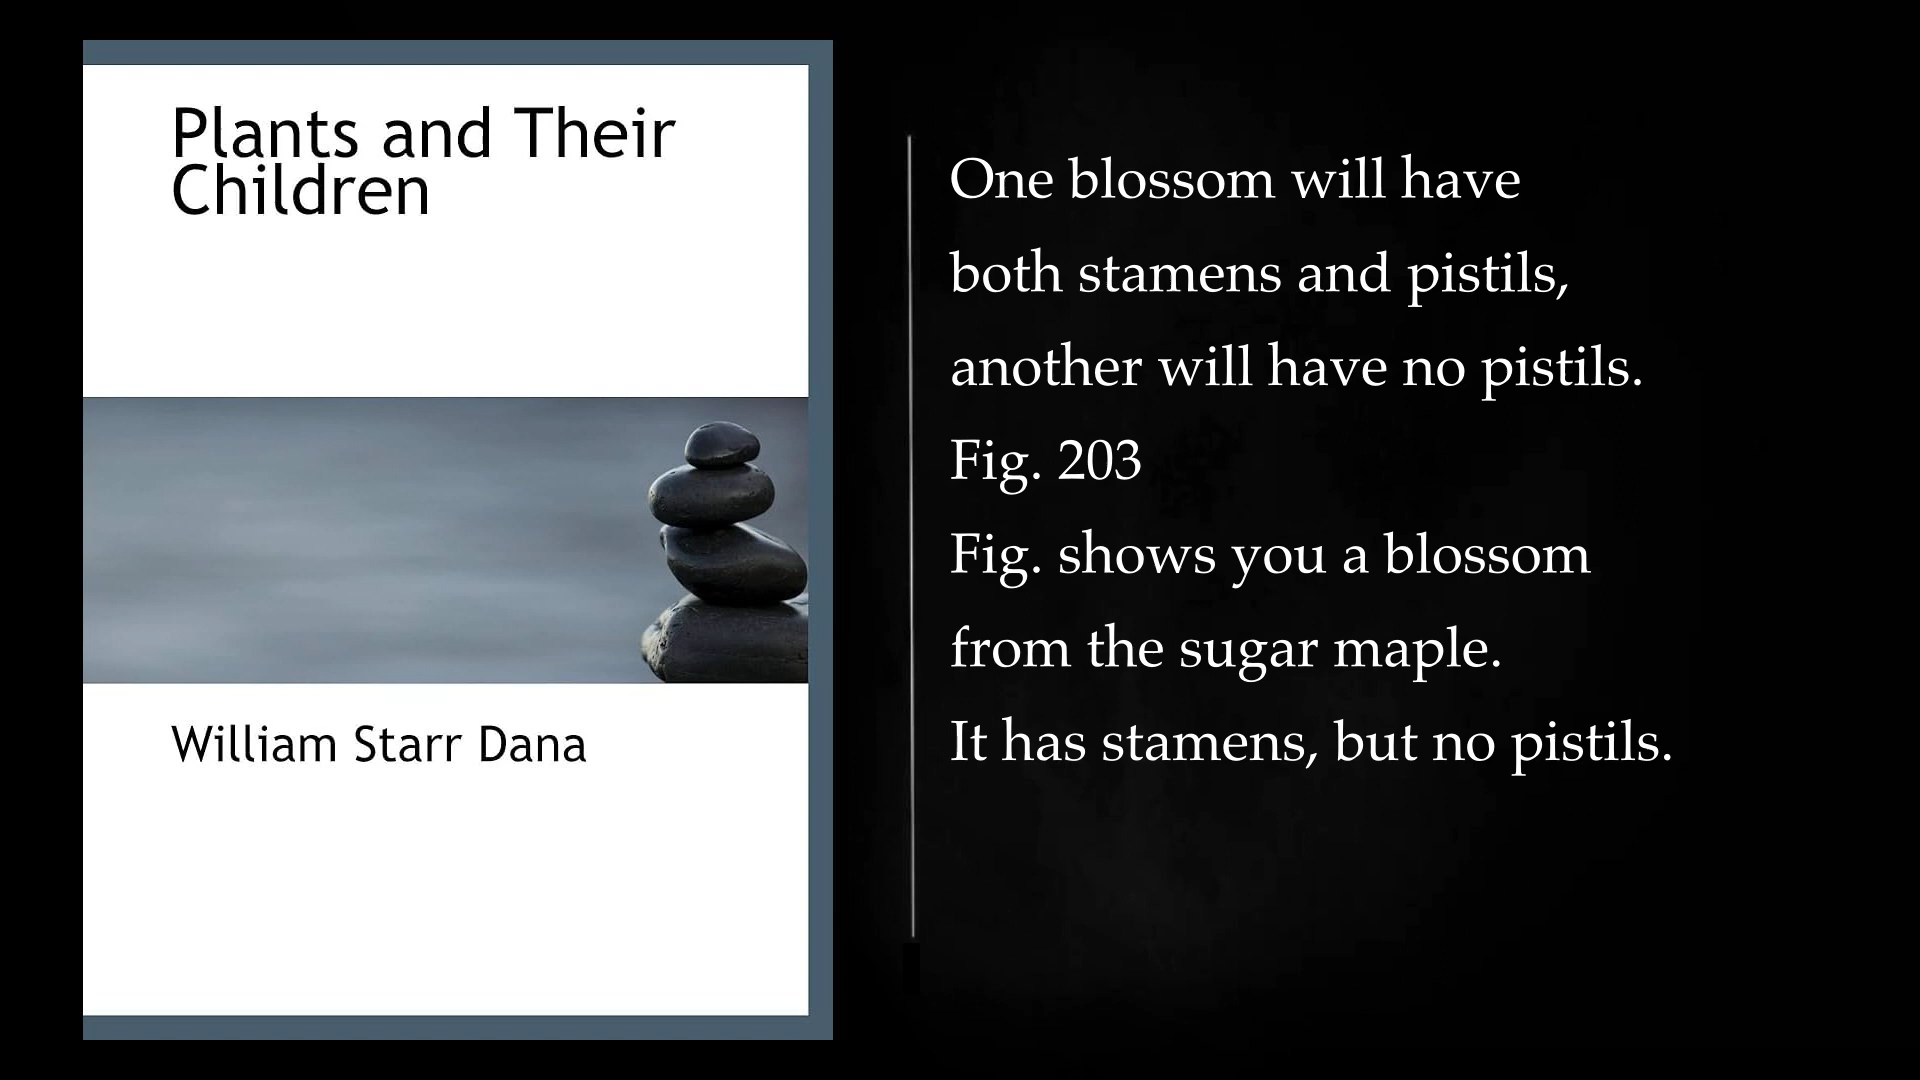 Plants and Their
Children
William Starr Dana
One blossom will have
both stamens and pistils,
another will have no pistils.
Fig. 203
Fig. shows you a blossom
from the sugar maple.
It has stamens, but no pistils.